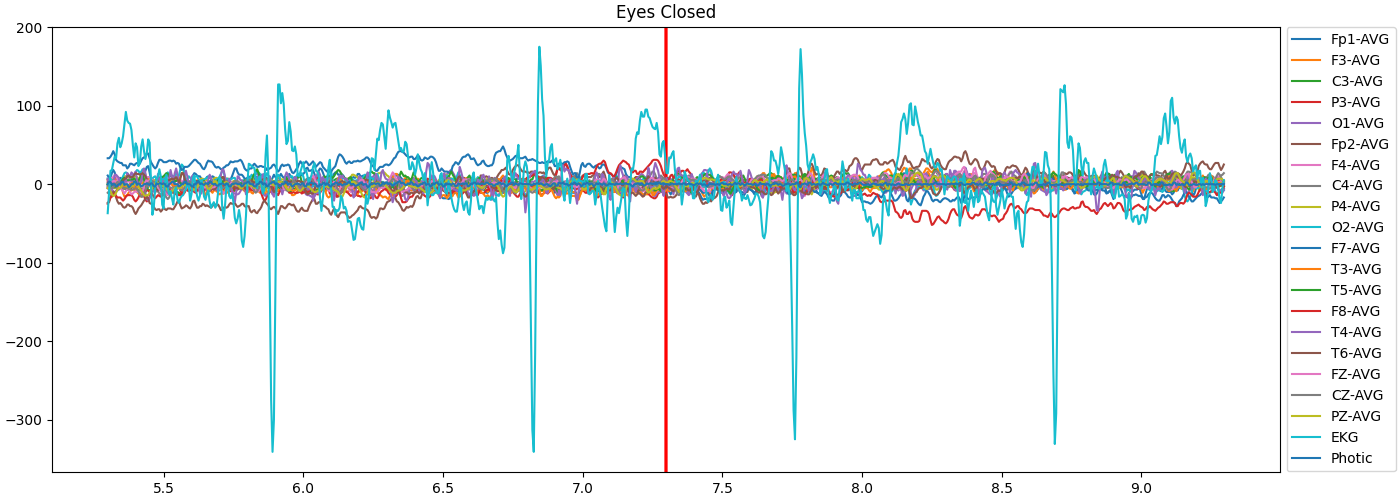 Eyes Closed
200
100
0
−100
−200
−300
5.5 6.0 6.5 7.0 7.5 8.0 8.5 9.0
Fp1-AVG
F3-AVG
C3-AVG
P3-AVG
O1-AVG
Fp2-AVG
F4-AVG
C4-AVG
P4-AVG
O2-AVG
F7-AVG
T3-AVG
T5-AVG
F8-AVG
T4-AVG
T6-AVG
FZ-AVG
CZ-AVG
PZ-AVG
EKG
Photic